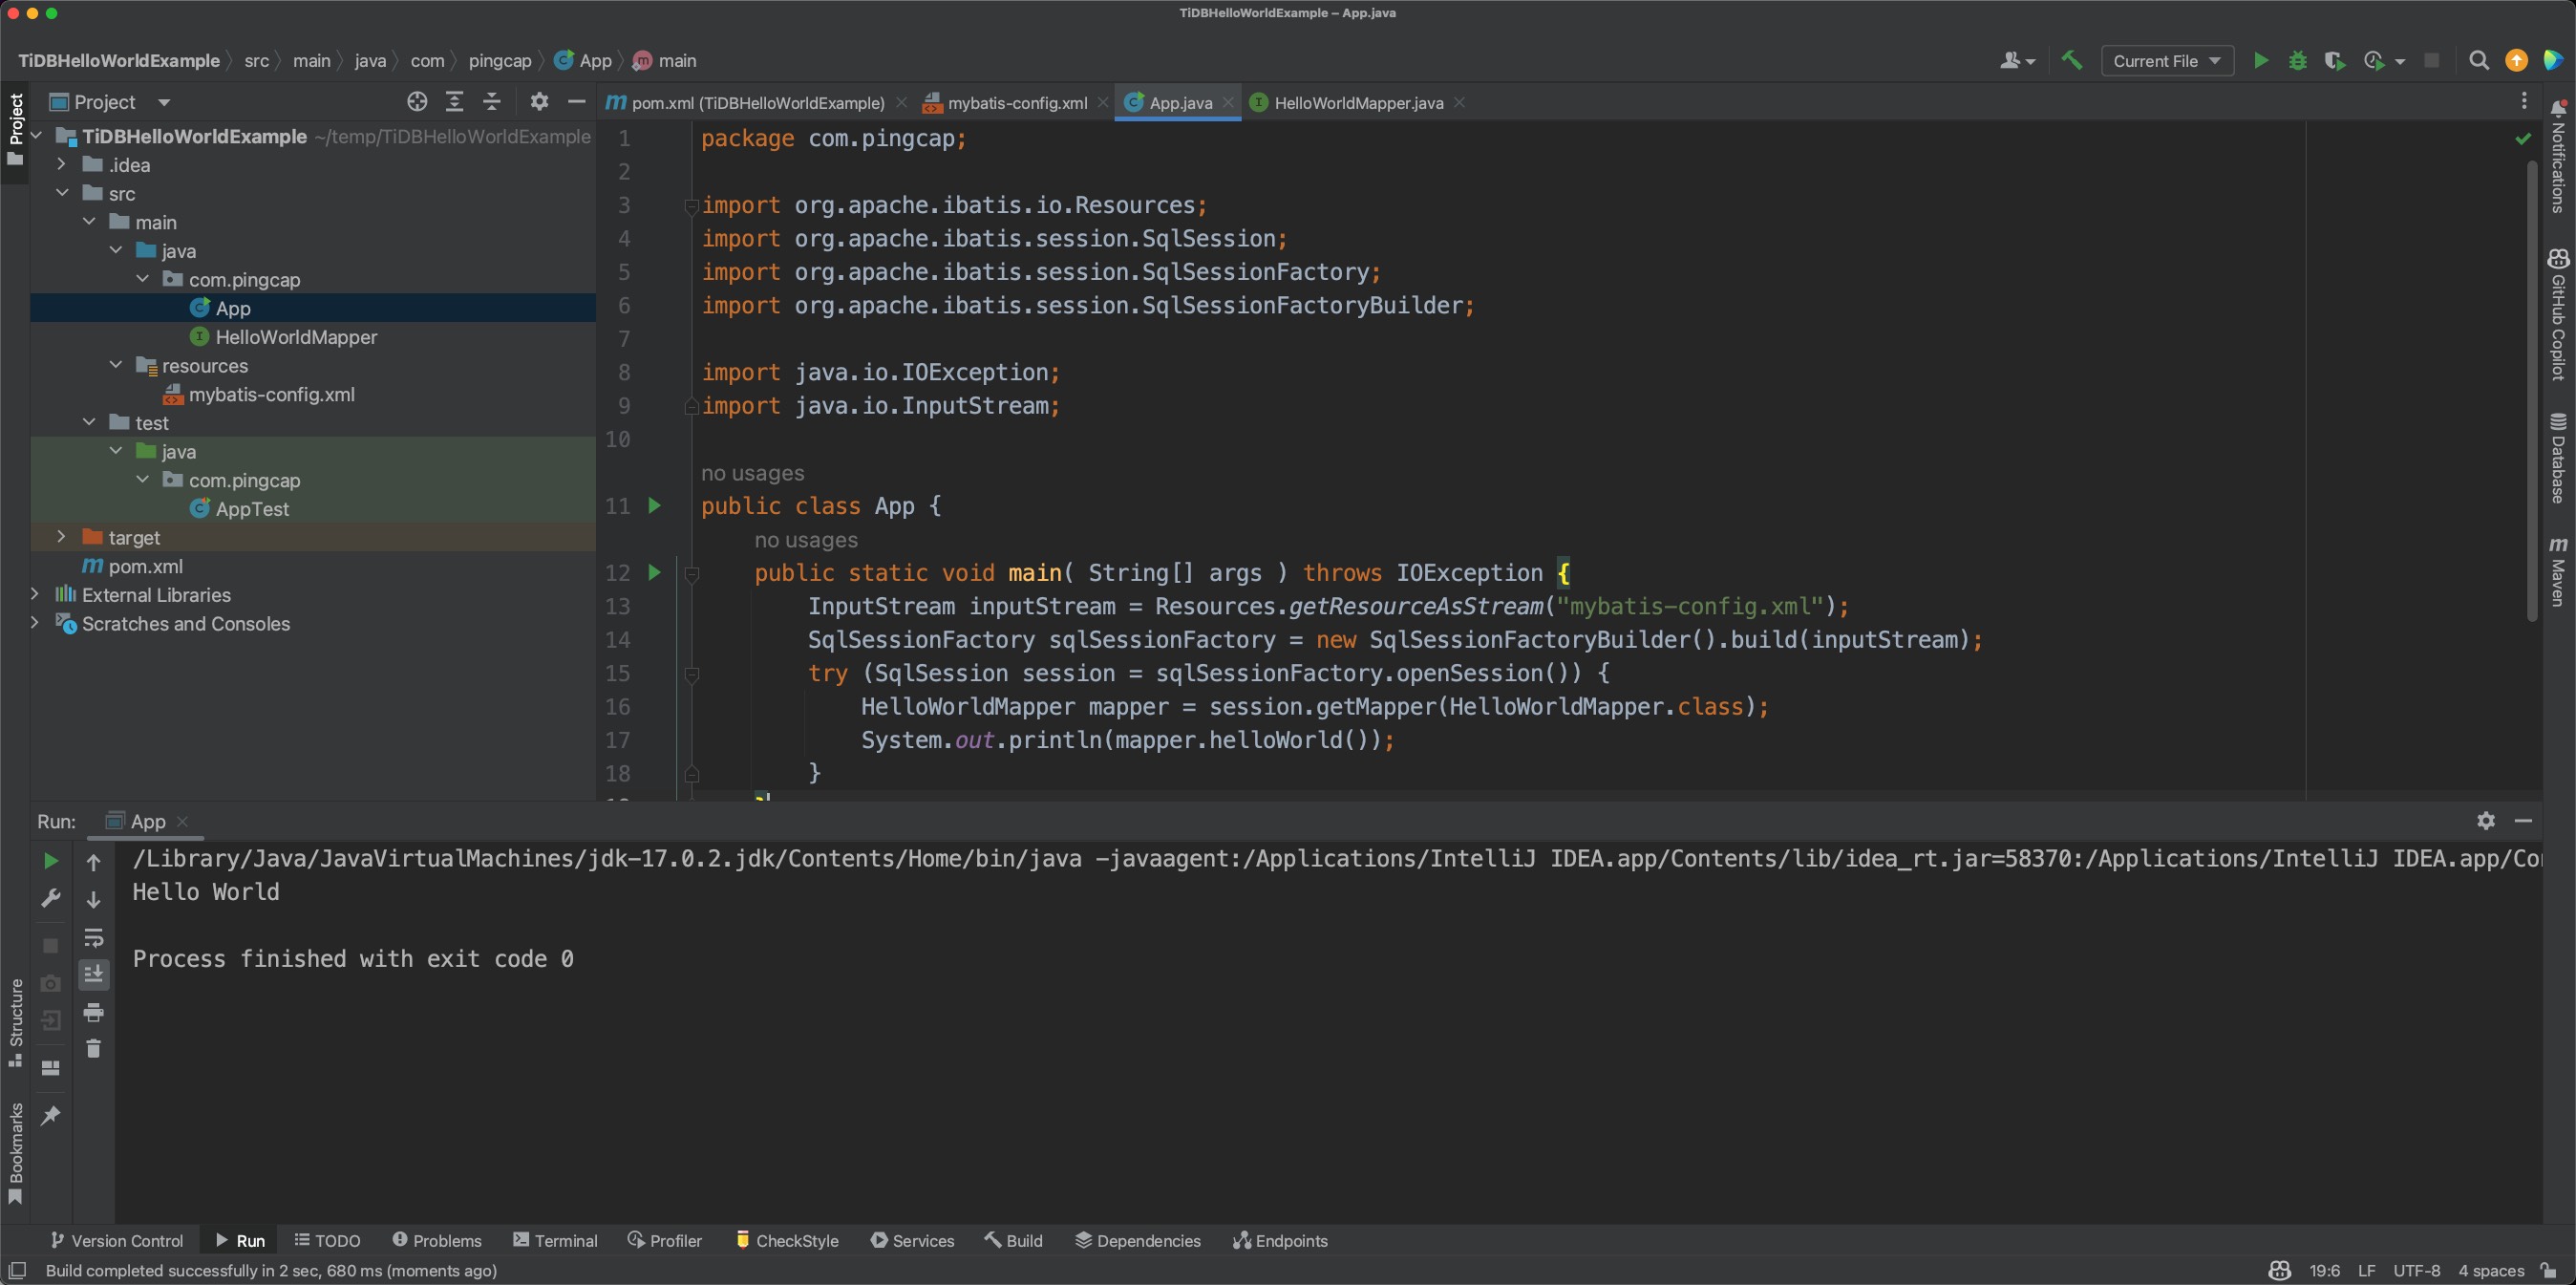 TiDBHelloWorldExample – App.java
TiDBHelloWorldExample src main java com pingcap App main
Current File
Project
pom.xml (TiDBHelloWorldExample) mybatis-config.xml App.java HelloWorldMapper.java
Project
TiDBHelloWorldExample ~/temp/TiDBHelloWorldExample
.idea
src
main
java
com.pingcap
App
HelloWorldMapper
resources
mybatis-config.xml
test
java
com.pingcap
AppTest
target
pom.xml
External Libraries
Scratches and Consoles
1 package com.pingcap;
2
3 import org.apache.ibatis.io.Resources;
4 import org.apache.ibatis.session.SqlSession;
5 import org.apache.ibatis.session.SqlSessionFactory;
6 import org.apache.ibatis.session.SqlSessionFactoryBuilder;
7
8 import java.io.IOException;
9 import java.io.InputStream;
10
no usages
11 public class App {
no usages
12 public static void main( String[] args ) throws IOException {
13 InputStream inputStream = Resources.getResourceAsStream("mybatis-config.xml");
14 SqlSessionFactory sqlSessionFactory = new SqlSessionFactoryBuilder().build(inputStream);
15 try (SqlSession session = sqlSessionFactory.openSession()) {
16 HelloWorldMapper mapper = session.getMapper(HelloWorldMapper.class);
17 System.out.println(mapper.helloWorld());
18 }
Notifications
GitHub Copilot
Database
Maven
Run: App
/Library/Java/JavaVirtualMachines/jdk-17.0.2.jdk/Contents/Home/bin/java -javaagent:/Applications/IntelliJ IDEA.app/Contents/lib/idea_rt.jar=58370:/Applications/IntelliJ IDEA.app/Co
Hello World
Process finished with exit code 0
Structure
Bookmarks
Version Control Run TODO Problems Terminal Profiler CheckStyle Services Build Dependencies Endpoints
Build completed successfully in 2 sec, 680 ms (moments ago)
19:6 LF UTF-8 4 spaces